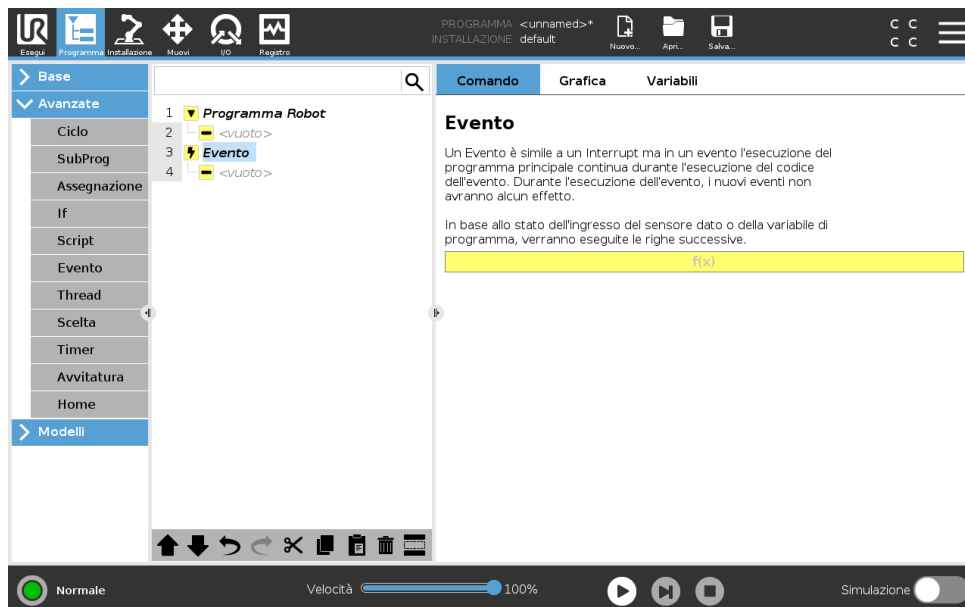 PROGRAMMA <unnamed>*
INSTALLAZIONE default
Esegui
Programma
Installazione
Muovi
I/O
Registro
Nuovo...
Apri...
Salva...
C C
C C
Base
Avanzate
Ciclo
SubProg
Assegnazione
If
Script
Evento
Thread
Scelta
Timer
Avvitatura
Home
Modelli
1 Programma Robot
2 <vuoto>
3 Evento
4 <vuoto>
Comando Grafica Variabili
Evento
Un Evento è simile a un Interrupt ma in un evento l'esecuzione del
programma principale continua durante l'esecuzione del codice
dell'evento. Durante l'esecuzione dell'evento, i nuovi eventi non
avranno alcun effetto.
In base allo stato dell'ingresso del sensore dato o della variabile di
programma, verranno eseguite le righe successive.
f(x)
Normale
Velocità 100%
Simulazione